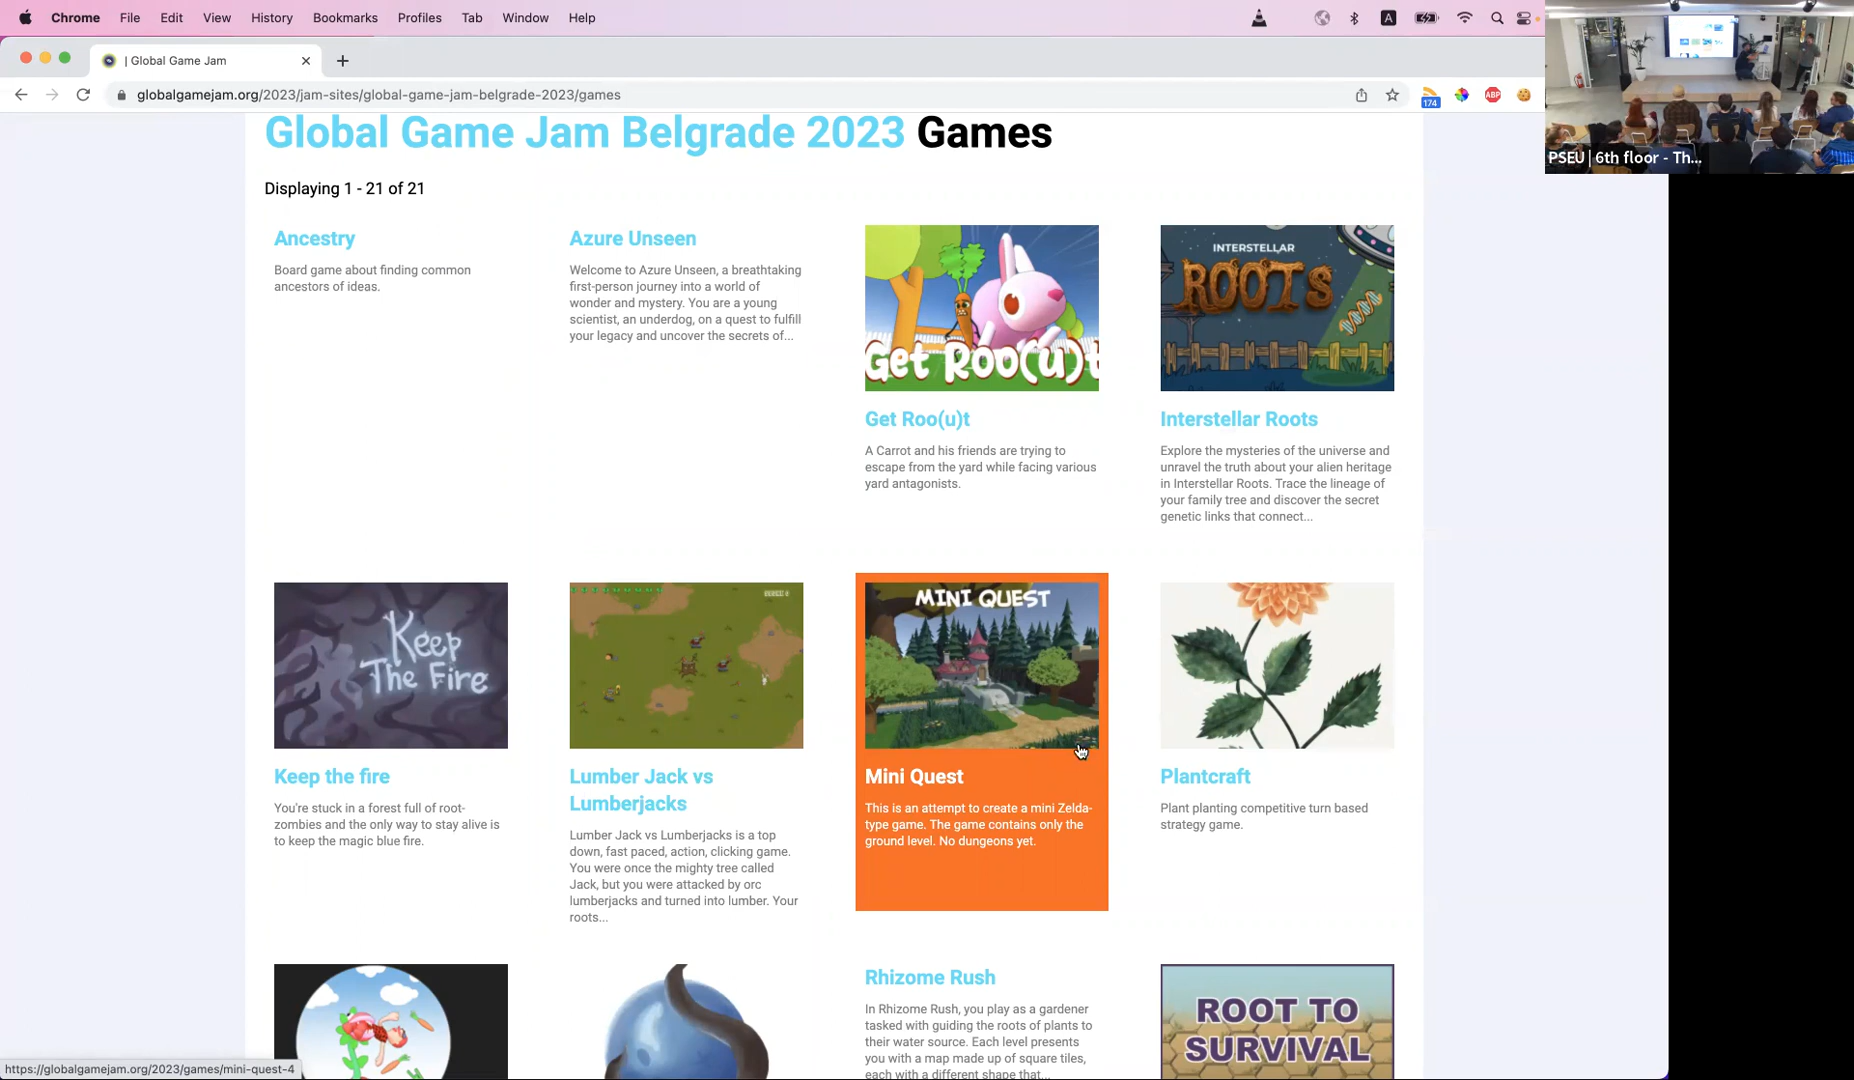 Chrome File Edit View History Bookmarks Profiles Tab Window Help
A
| Global Game Jam
globalgamejam.org/2023/jam-sites/global-game-jam-belgrade-2023/games
174
ABP
PSEU | 6th floor - Th...
Global Game Jam Belgrade 2023 Games
Displaying 1 - 21 of 21
Ancestry
Board game about finding common
ancestors of ideas.
Azure Unseen
Welcome to Azure Unseen, a breathtaking
first-person journey into a world of
wonder and mystery. You are a young
scientist, an underdog, on a quest to fulfill
your legacy and uncover the secrets of...
Get Roo(u)t
Get Roo(u)t
A Carrot and his friends are trying to
escape from the yard while facing various
yard antagonists.
INTERSTELLAR
ROOTS
Interstellar Roots
Explore the mysteries of the universe and
unravel the truth about your alien heritage
in Interstellar Roots. Trace the lineage of
your family tree and discover the secret
genetic links that connect...
Keep
The Fire
Keep the fire
You're stuck in a forest full of root-
zombies and the only way to stay alive is
to keep the magic blue fire.
Lumber Jack vs
Lumberjacks
Lumber Jack vs Lumberjacks is a top
down, fast paced, action, clicking game.
You were once the mighty tree called
Jack, but you were attacked by orc
lumberjacks and turned into lumber. Your
roots...
MINI QUEST
Mini Quest
This is an attempt to create a mini Zelda-
type game. The game contains only the
ground level. No dungeons yet.
Plantcraft
Plant planting competitive turn based
strategy game.
Rhizome Rush
In Rhizome Rush, you play as a gardener
tasked with guiding the roots of plants to
their water source. Each level presents
you with a map made up of square tiles,
each with a different shape that...
ROOT TO
SURVIVAL
https://globalgamejam.org/2023/games/mini-quest-4